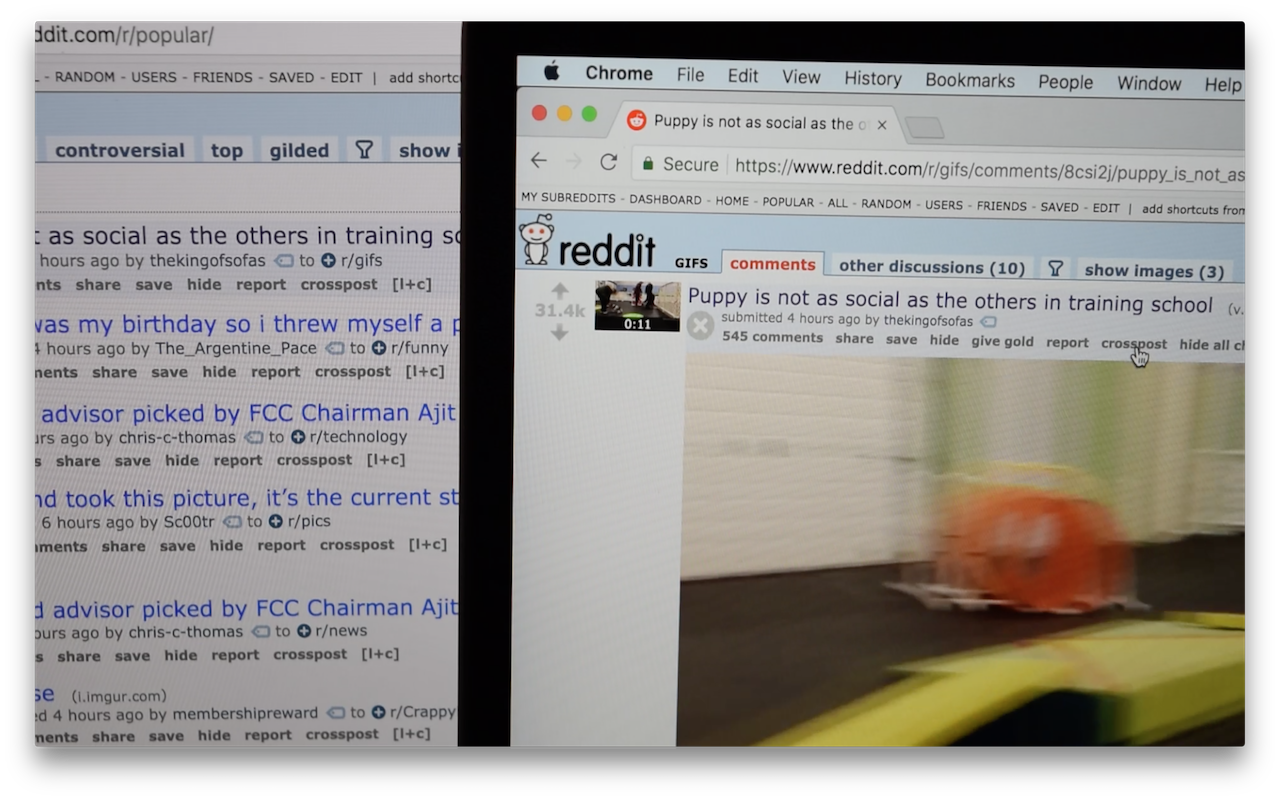 ddit.com/r/popular/
- RANDOM - USERS - FRIENDS - SAVED - EDIT | add shortcu
controversial top gilded show i
t as social as the others in training sc
hours ago by thekingofsofas to r/gifs
nts share save hide report crosspost [l+c]
was my birthday so i threw myself a p
4 hours ago by The_Argentine_Pace to r/funny
ments share save hide report crosspost [l+c]
advisor picked by FCC Chairman Ajit
urs ago by chris-c-thomas to r/technology
s share save hide report crosspost [l+c]
nd took this picture, it's the current st
6 hours ago by Sc00tr to r/pics
mments share save hide report crosspost [l+c]
d advisor picked by FCC Chairman Ajit
ours ago by chris-c-thomas to r/news
s share save hide report crosspost [l+c]
se (i.imgur.com)
ed 4 hours ago by membershipreward to r/Crappy
ments share save hide report crosspost [l+c]
Chrome File Edit View History Bookmarks People Window Help
Puppy is not as social as the o
Secure https://www.reddit.com/r/gifs/comments/8csi2j/puppy_is_not_as
MY SUBREDDITS - DASHBOARD - HOME - POPULAR - ALL - RANDOM - USERS - FRIENDS - SAVED - EDIT | add shortcuts from
reddit GIFS comments other discussions (10) show images (3)
Puppy is not as social as the others in training school (v.
31.4k
0:11
submitted 4 hours ago by thekingofsofas
545 comments share save hide give gold report crosspost hide all ch